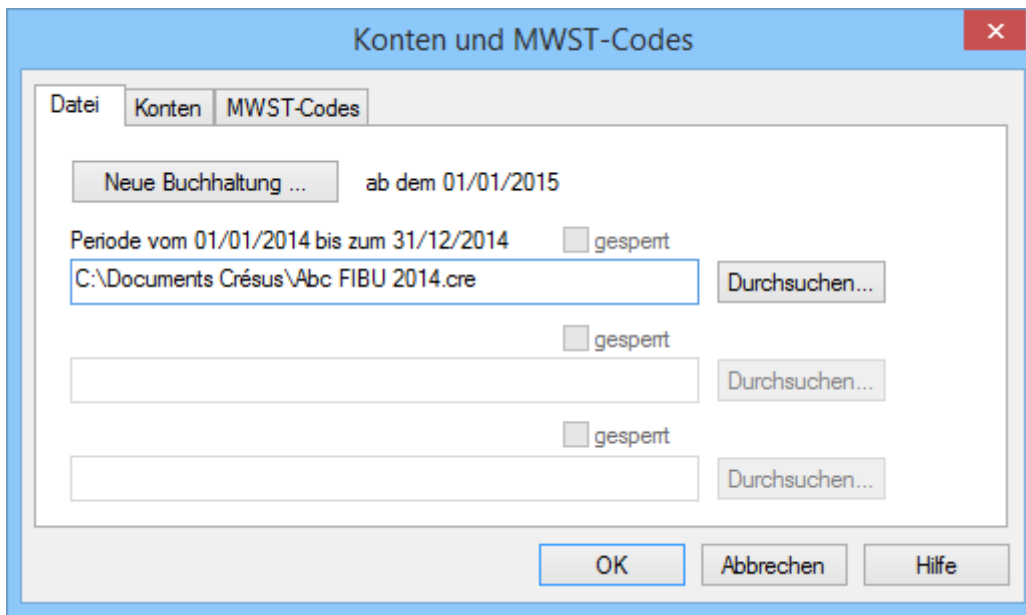 Konten und MWST-Codes
Datei Konten MWST-Codes
Neue Buchhaltung ... ab dem 01/01/2015
Periode vom 01/01/2014 bis zum 31/12/2014 gesperrt
C:\Documents Crésus\Abc FIBU 2014.cre Durchsuchen...
gesperrt
Durchsuchen...
gesperrt
Durchsuchen...
OK Abbrechen Hilfe